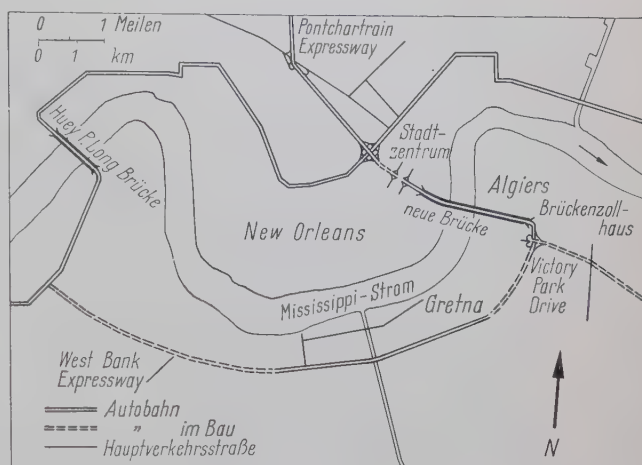 0 1 Meilen
0 1
km
Pontchartrain
Expressway
Huey P. Long Brücke
Stadt-
zentrum
Algiers
Brückenzoll-
haus
neue Brücke
New Orleans
Victory
Park
Drive
Mississippi-Strom
Gretna
West Bank
Expressway
Autobahn
" im Bau
Hauptverkehrsstraße
N